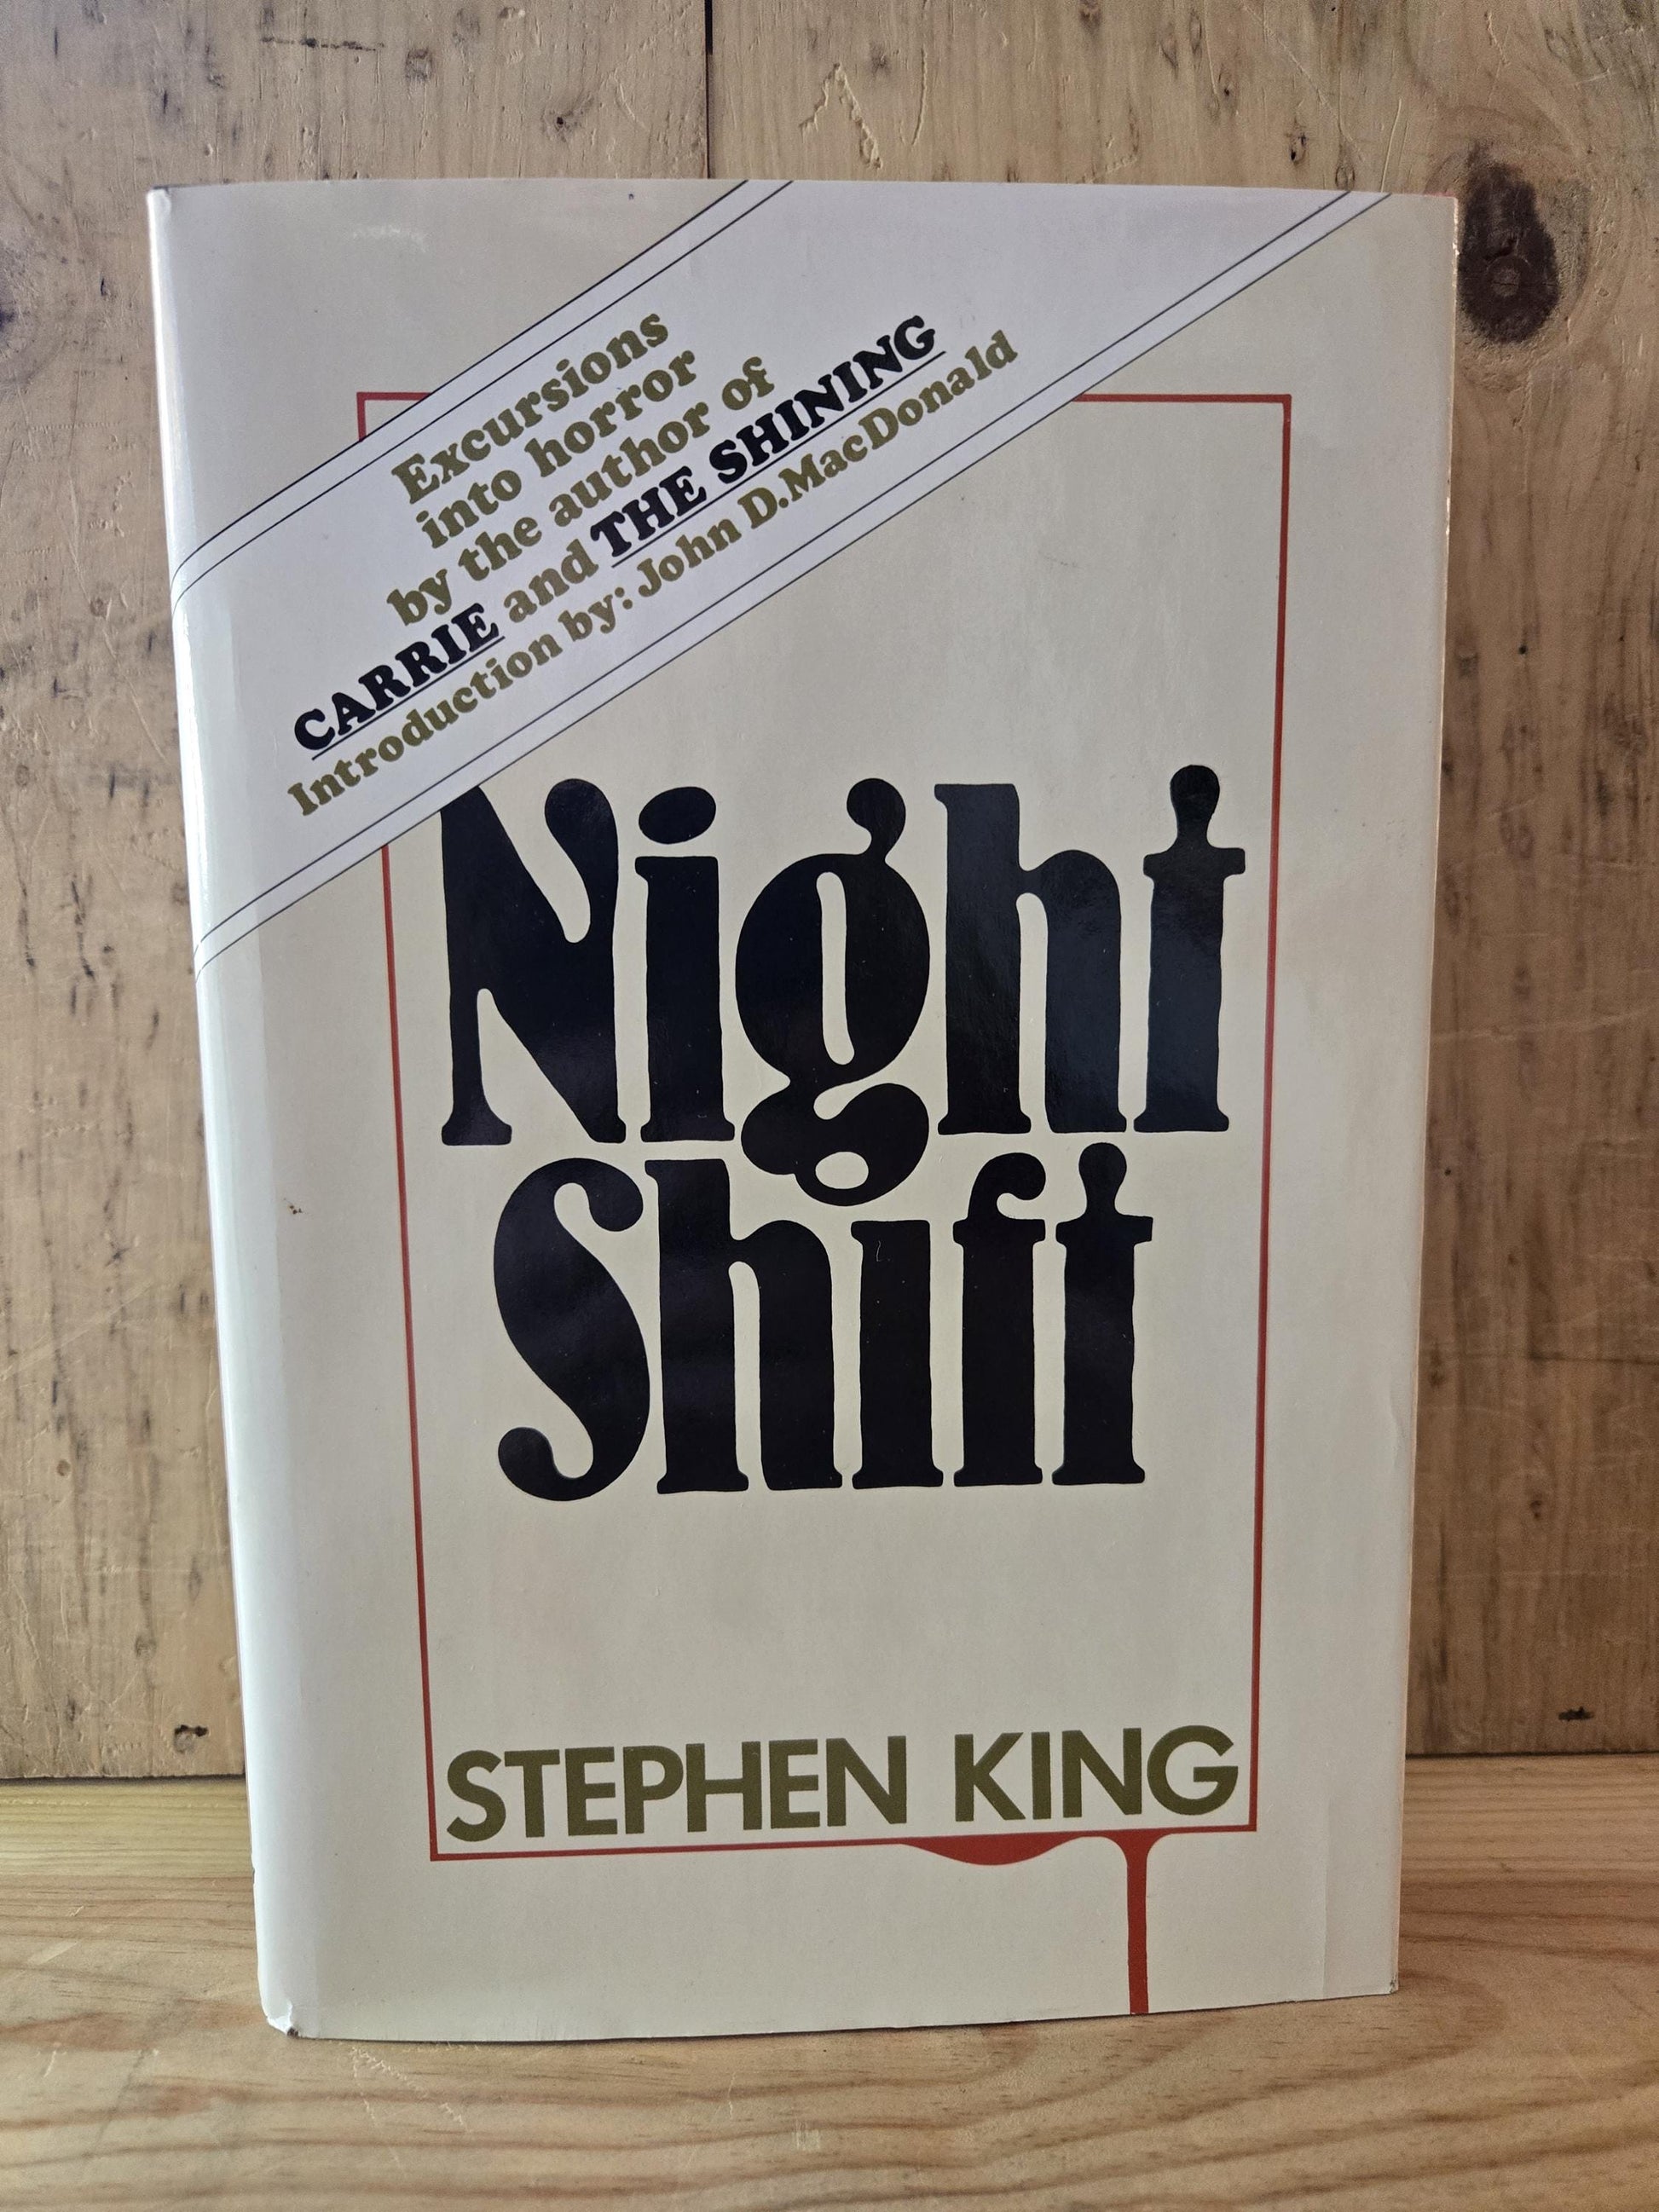 Excursions
into horror
by the author of
CARRIE and THE SHINING
Introduction by: John D. MacDonald
Night
Shift
STEPHEN KING